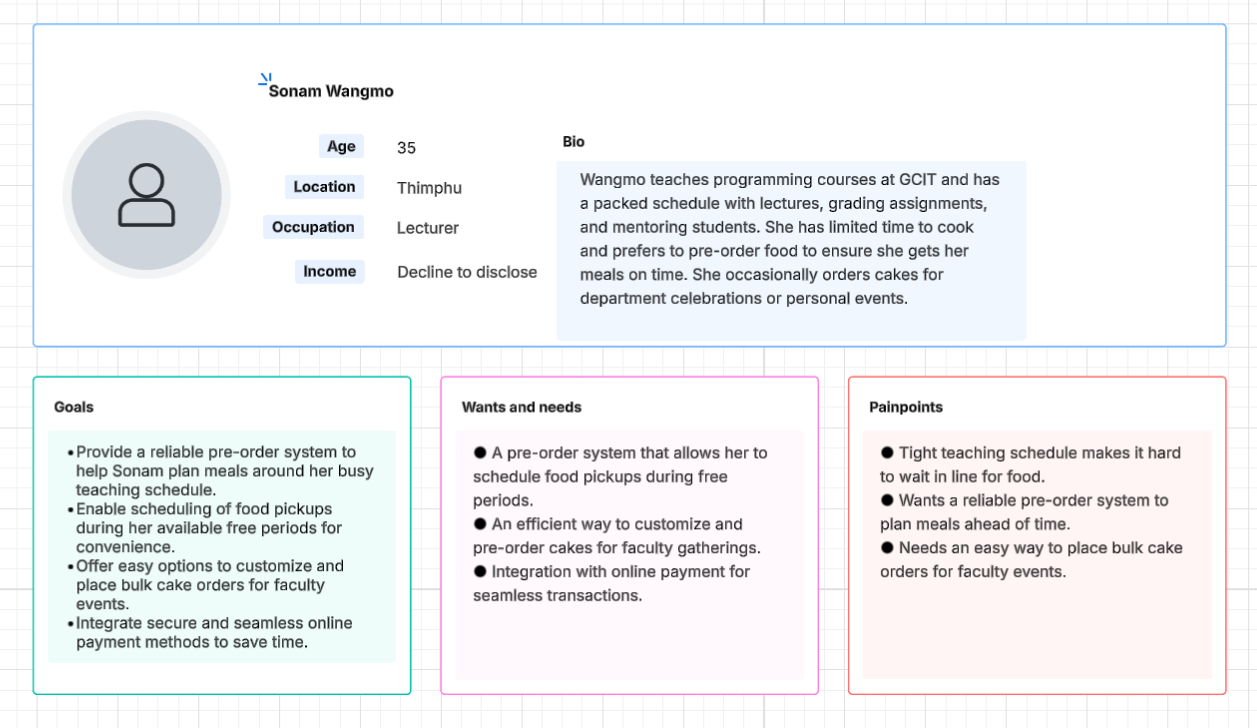 Sonam Wangmo
Age
35
Location
Thimphu
Occupation
Lecturer
Income
Decline to disclose
Bio
Wangmo teaches programming courses at GCIT and has
a packed schedule with lectures, grading assignments,
and mentoring students. She has limited time to cook
and prefers to pre-order food to ensure she gets her
meals on time. She occasionally orders cakes for
department celebrations or personal events.
Goals
•Provide a reliable pre-order system to
help Sonam plan meals around her busy
teaching schedule.
•Enable scheduling of food pickups
during her available free periods for
convenience.
•Offer easy options to customize and
place bulk cake orders for faculty
events.
•Integrate secure and seamless online
payment methods to save time.
Wants and needs
● A pre-order system that allows her to
schedule food pickups during free
periods.
● An efficient way to customize and
pre-order cakes for faculty gatherings.
● Integration with online payment for
seamless transactions.
Painpoints
● Tight teaching schedule makes it hard
to wait in line for food.
● Wants a reliable pre-order system to
plan meals ahead of time.
● Needs an easy way to place bulk cake
orders for faculty events.